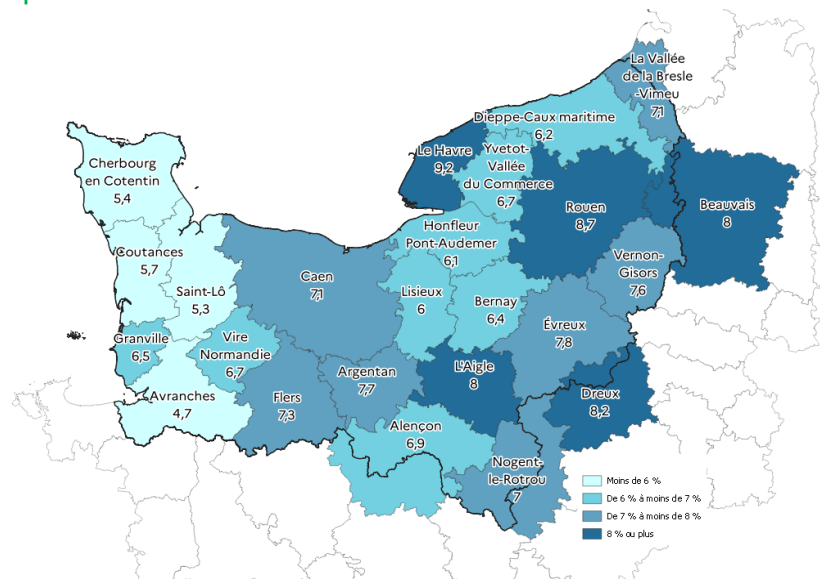 La Vallée
de la Bresle
-Vimeu
7,1
Dieppe-Caux maritime
6,2
Le Havre
9,2
Yvetot-
Vallée
du Commerce
6,7
Cherbourg
en Cotentin
5,4
Rouen
8,7
Beauvais
8
Honfleur
Pont-Audemer
6,1
Coutances
5,7
Vernon-
Gisors
7,6
Caen
7,1
Saint-Lô
5,3
Lisieux
6
Bernay
6,4
Évreux
7,8
Granville
6,5
Vire
Normandie
6,7
Argentan
7,7
L'Aigle
8
Avranches
4,7
Flers
7,3
Dreux
8,2
Alençon
6,9
Nogent-
le-Rotrou
7
Moins de 6 %
De 6 % à moins de 7 %
De 7 % à moins de 8 %
8 % ou plus